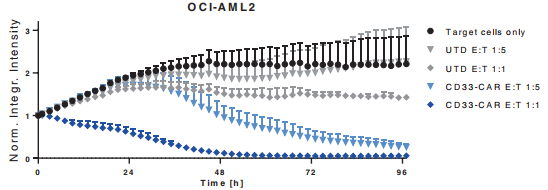 OCI-AML2
Norm. Integr. Intensity
3
2
1
0
0 24 48 72 96
Time [h]
Target cells only
UTD E:T 1:5
UTD E:T 1:1
CD33-CAR E:T 1:5
CD33-CAR E:T 1:1